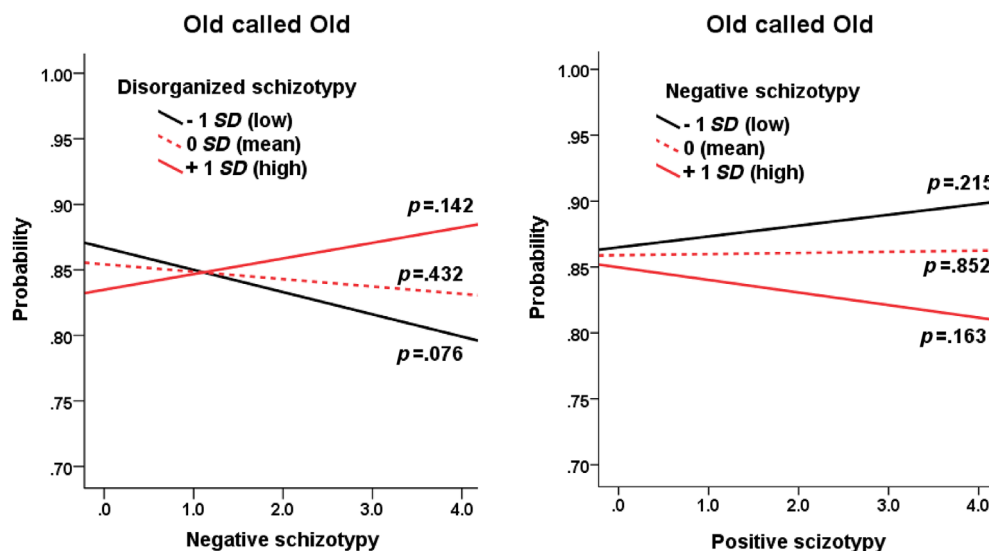 Old called Old
Disorganized schizotypy
- 1 SD (low)
0 SD (mean)
+ 1 SD (high)
1.00
.95
.90
.85
.80
.75
.70
Probability
p=.142
p=.432
p=.076
.0
1.0
2.0
3.0
4.0
Negative schizotypy
Old called Old
Negative schizotypy
- 1 SD (low)
0 (mean)
+ 1 SD (high)
1.00
.95
.90
.85
.80
.75
.70
Probability
p=.215
p=.852
p=.163
.0
1.0
2.0
3.0
4.0
Positive scizotypy